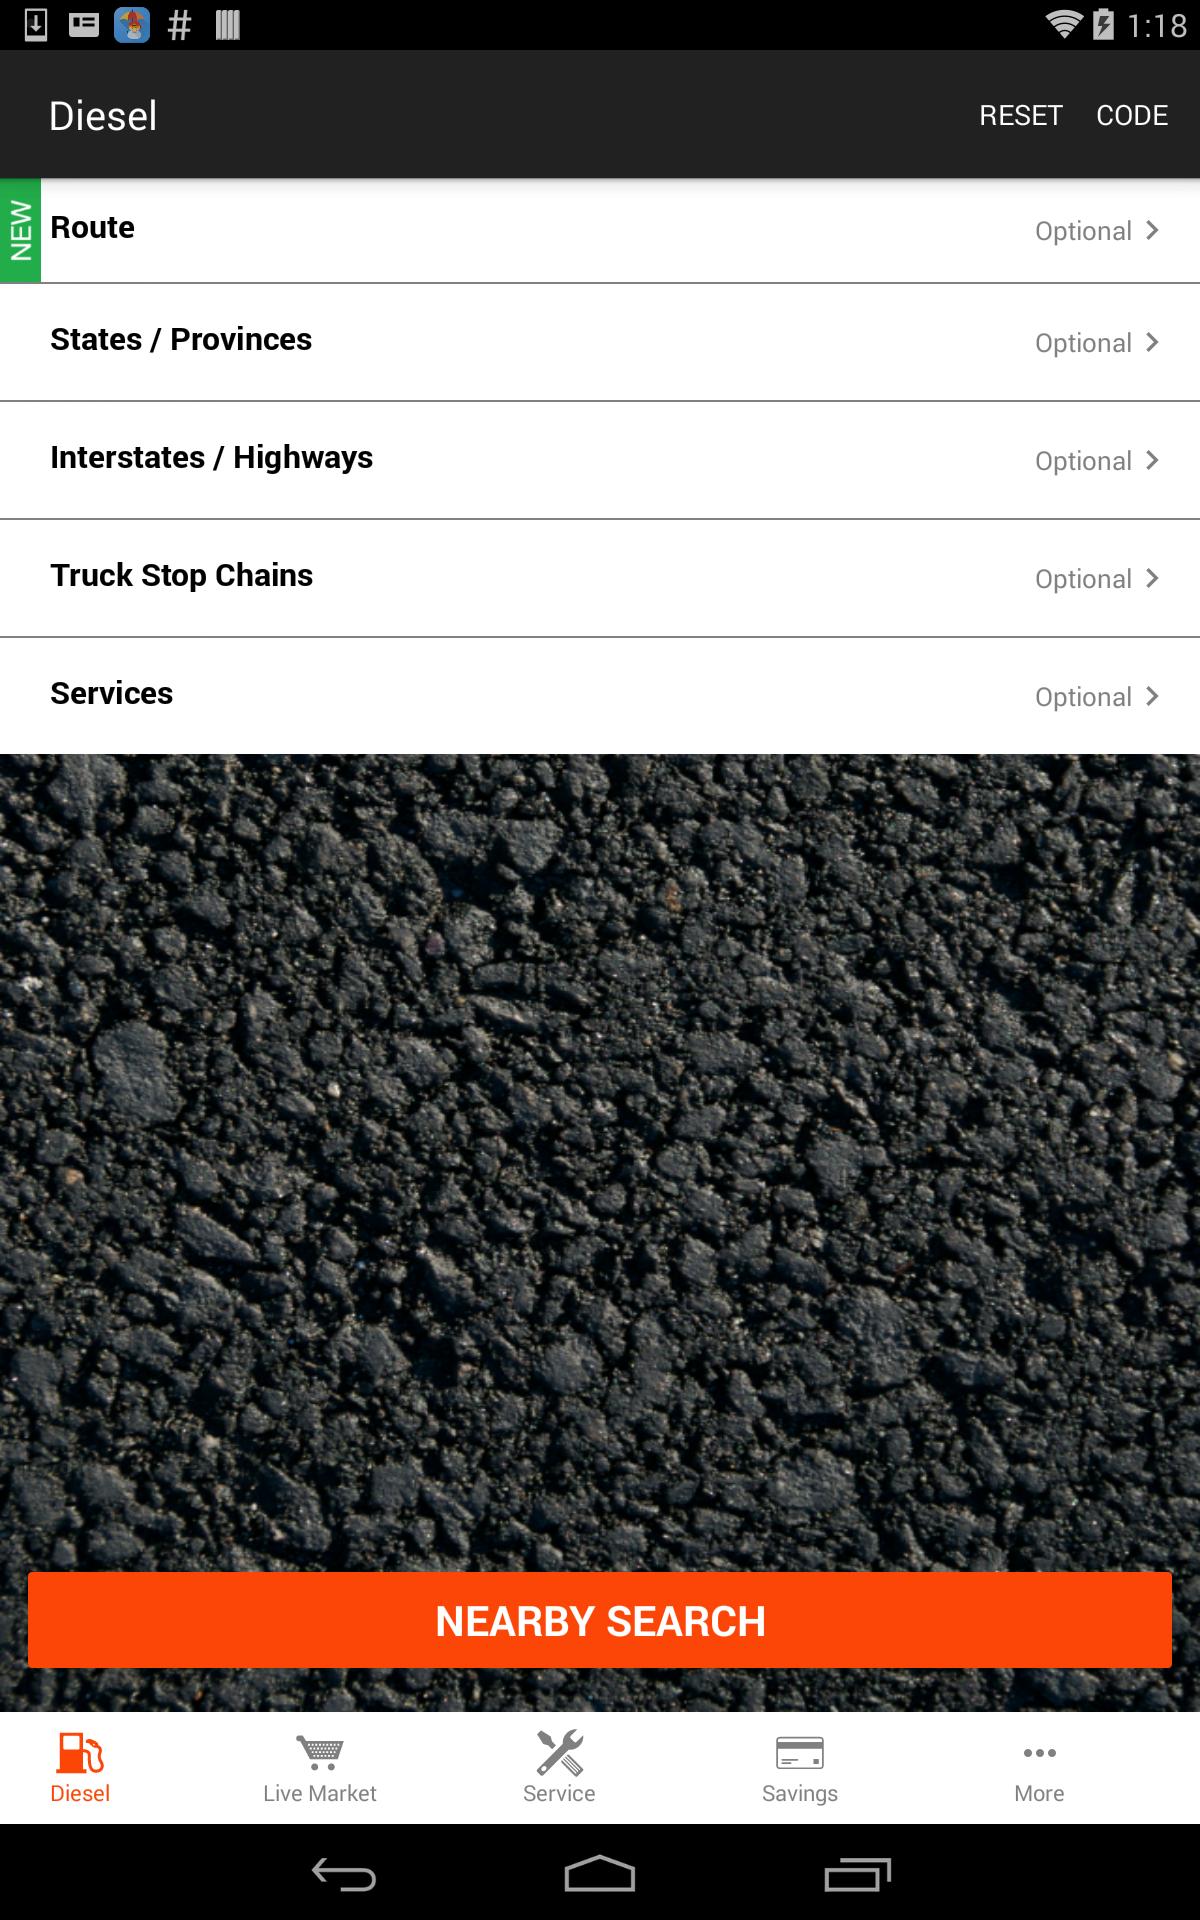 1:18
Diesel
RESET CODE
NEW
Route
Optional
States / Provinces
Optional
Interstates / Highways
Optional
Truck Stop Chains
Optional
Services
Optional
NEARBY SEARCH
Diesel
Live Market
Service
Savings
More